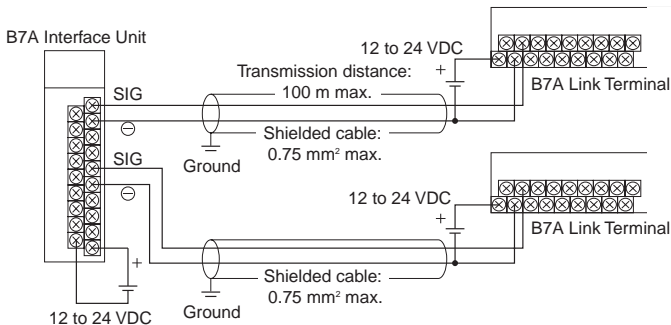 B7A Interface Unit
12 to 24 VDC
+
B7A Link Terminal
Transmission distance:
100 m max.
SIG
⊖
Shielded cable:
0.75 mm² max.
Ground
SIG
⊖
12 to 24 VDC
+
B7A Link Terminal
Shielded cable:
0.75 mm² max.
Ground
+
12 to 24 VDC